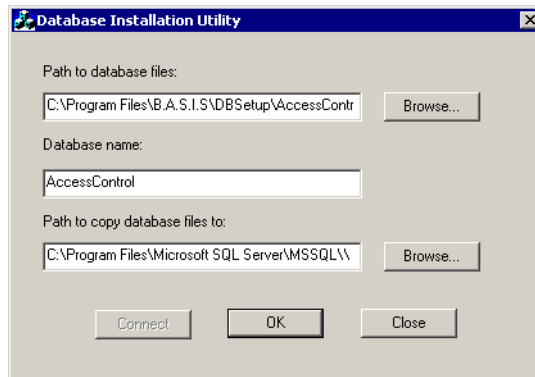 Database Installation Utility
Path to database files:
C:\Program Files\B.A.S.I.S\DBSetup\AccessContr
Browse...
Database name:
AccessControl
Path to copy database files to:
C:\Program Files\Microsoft SQL Server\MSSQL\\
Browse...
Connect OK Close